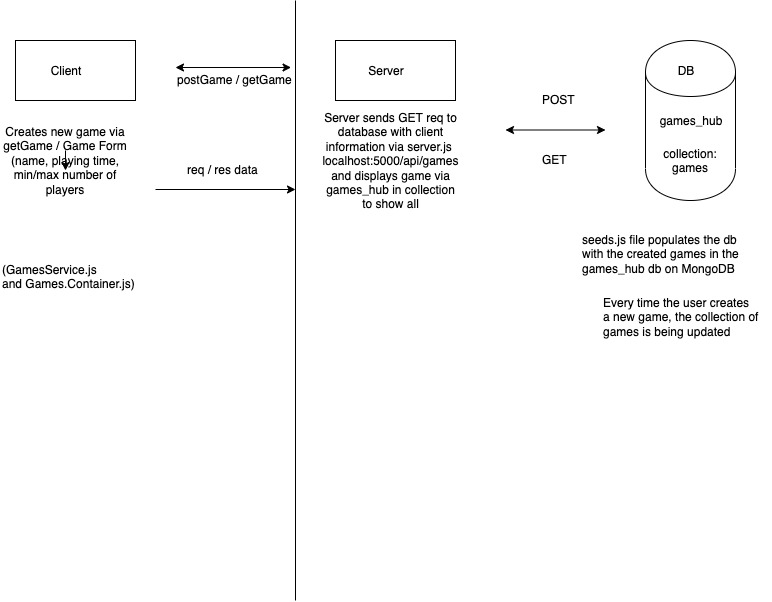 Client
postGame / getGame
Creates new game via
getGame / Game Form
(name, playing time,
min/max number of
players
req / res data
(GamesService.js
and Games.Container.js)
Server
Server sends GET req to
database with client
information via server.js
localhost:5000/api/games
and displays game via
games_hub in collection
to show all
POST
GET
DB
games_hub
collection:
games
seeds.js file populates the db
with the created games in the
games_hub db on MongoDB
Every time the user creates
a new game, the collection of
games is being updated